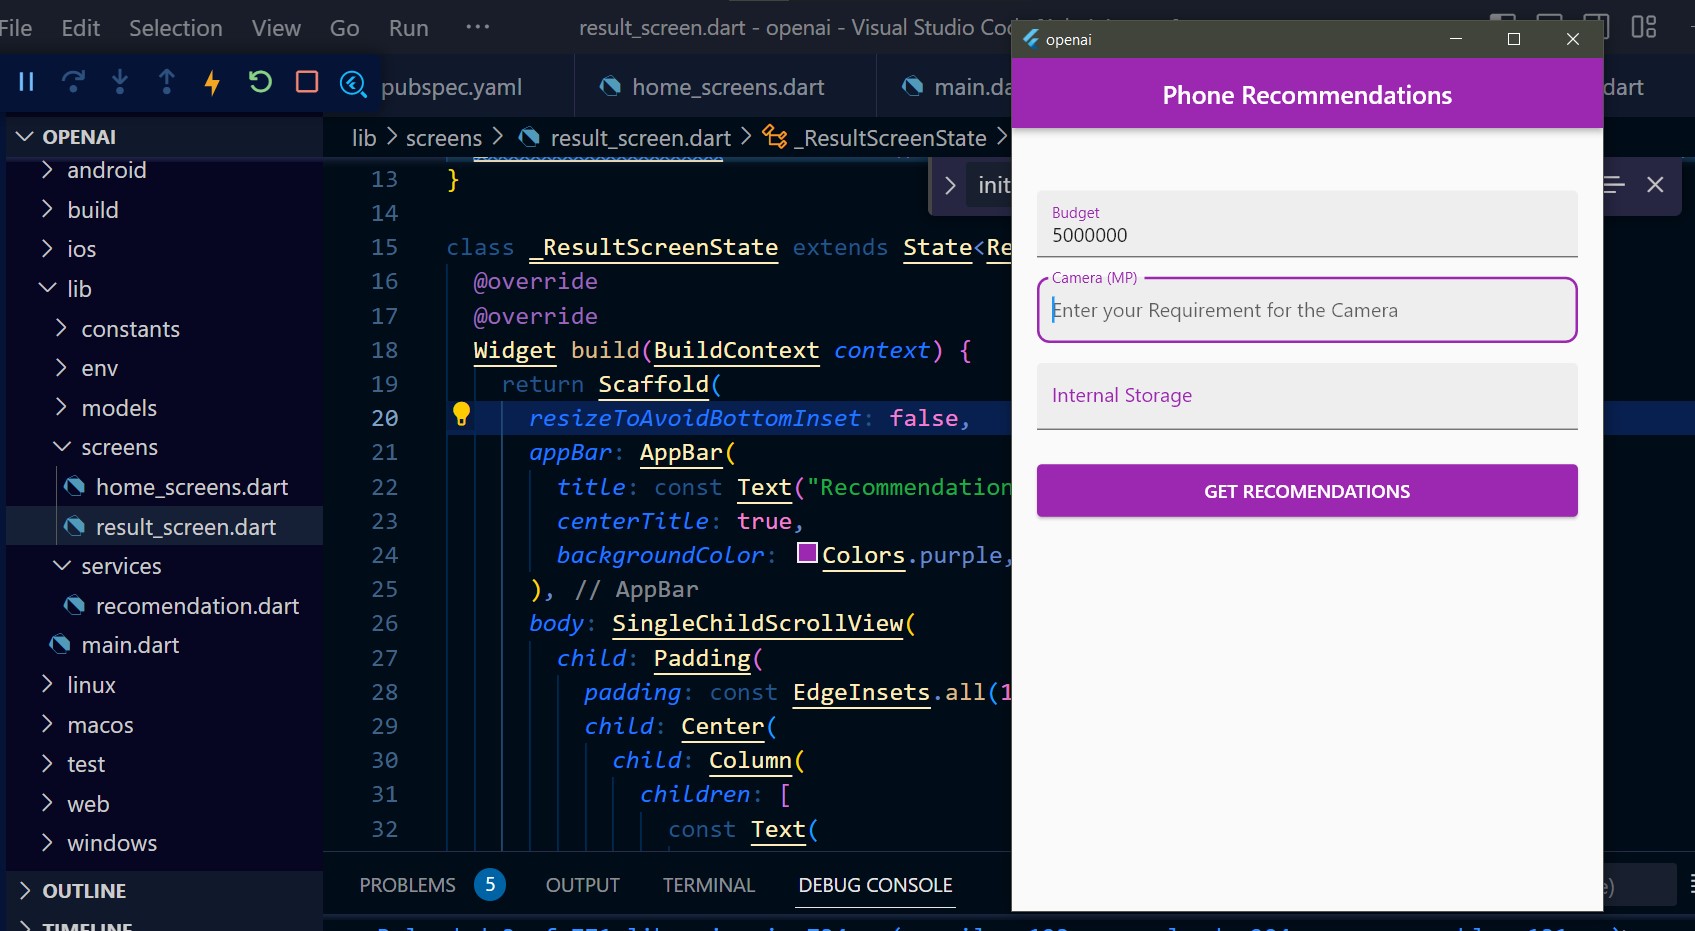 File Edit Selection View Go Run ···
result_screen.dart - openai - Visual Studio
pubspec.yaml
home_screens.dart
dart
OPENAI
android
build
ios
lib
constants
env
models
screens
home_screens.dart
result_screen.dart
services
recomendation.dart
main.dart
linux
macos
test
web
windows
OUTLINE
TIMELINE
lib > screens > result_screen.dart > _ResultScreenState >
init
13 }
14
15 class _ResultScreenState extends State<Re
16 @override
17 @override
18 Widget build(BuildContext context) {
19 return Scaffold(
20 resizeToAvoidBottomInset: false,
21 appBar: AppBar(
22 title: const Text("Recommendation
23 centerTitle: true,
24 backgroundColor: Colors.purple,
25 ), // AppBar
26 body: SingleChildScrollView(
27 child: Padding(
28 padding: const EdgeInsets.all(1
29 child: Center(
30 child: Column(
31 children: [
32 const Text(
PROBLEMS 5 OUTPUT TERMINAL DEBUG CONSOLE
openai
Phone Recommendations
Budget
5000000
Camera (MP)
Enter your Requirement for the Camera
Internal Storage
GET RECOMENDATIONS